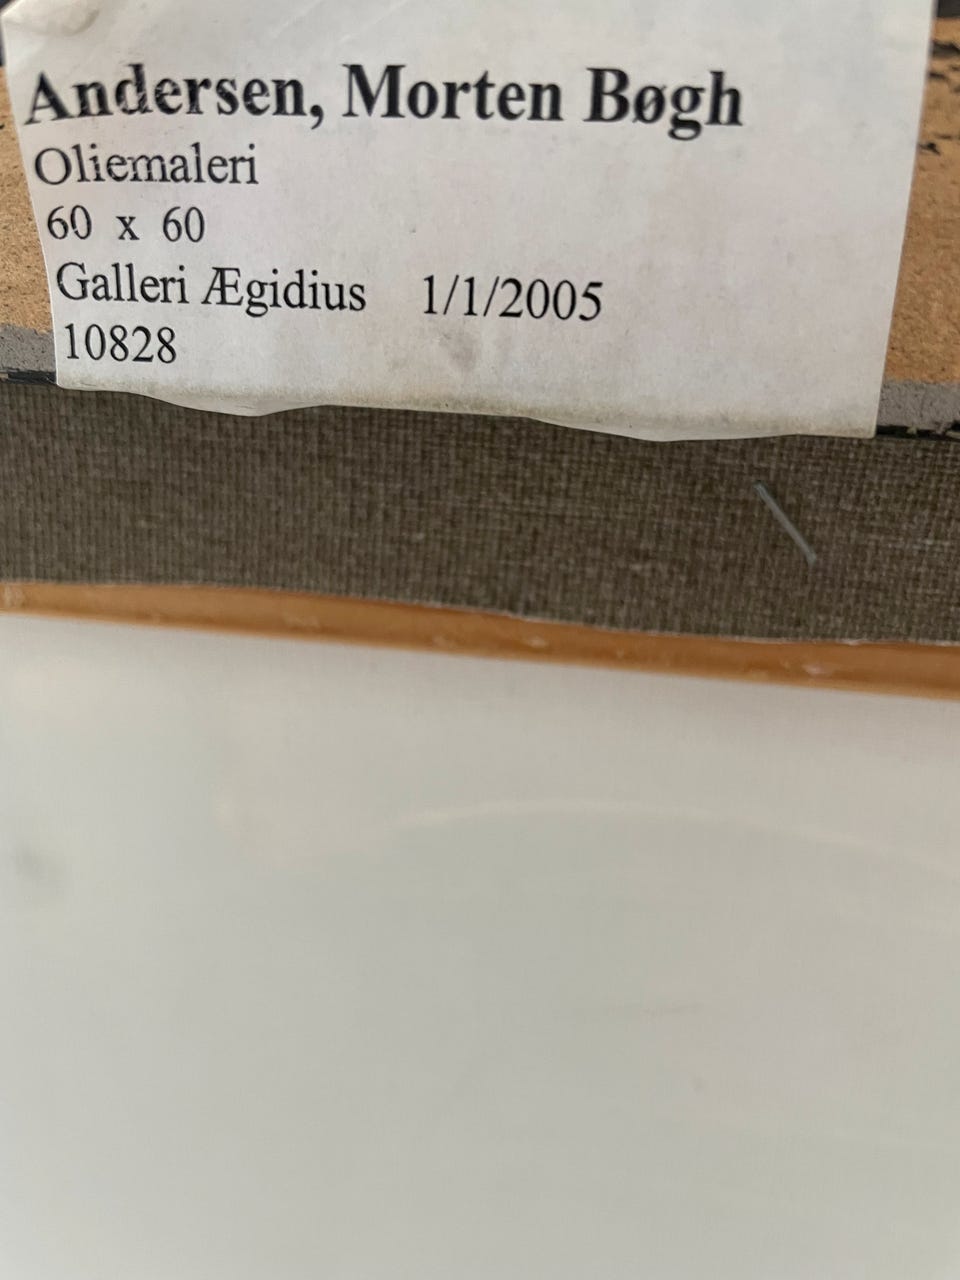 Andersen, Morten Bøgh
Oliemaleri
60 x 60
Galleri Ægidius 1/1/2005
10828